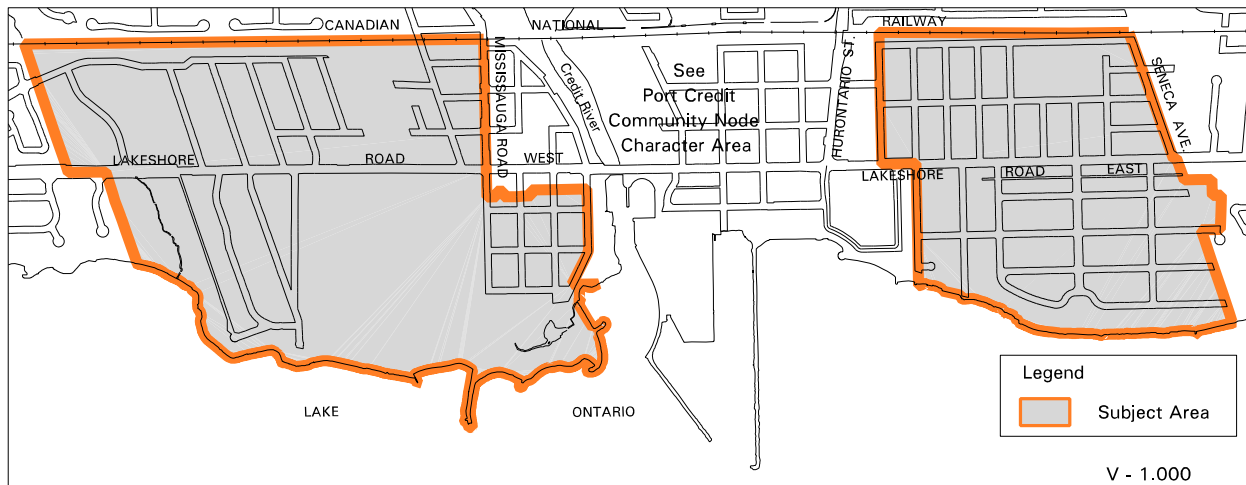 CANADIAN NATIONAL RAILWAY
MISSISSAUGA ROAD
Credit River
See
Port Credit
Community Node
Character Area
HURONTARIO ST.
SENECA AVE.
LAKESHORE ROAD WEST
LAKESHORE ROAD EAST
LAKE ONTARIO
Legend
Subject Area
V - 1.000